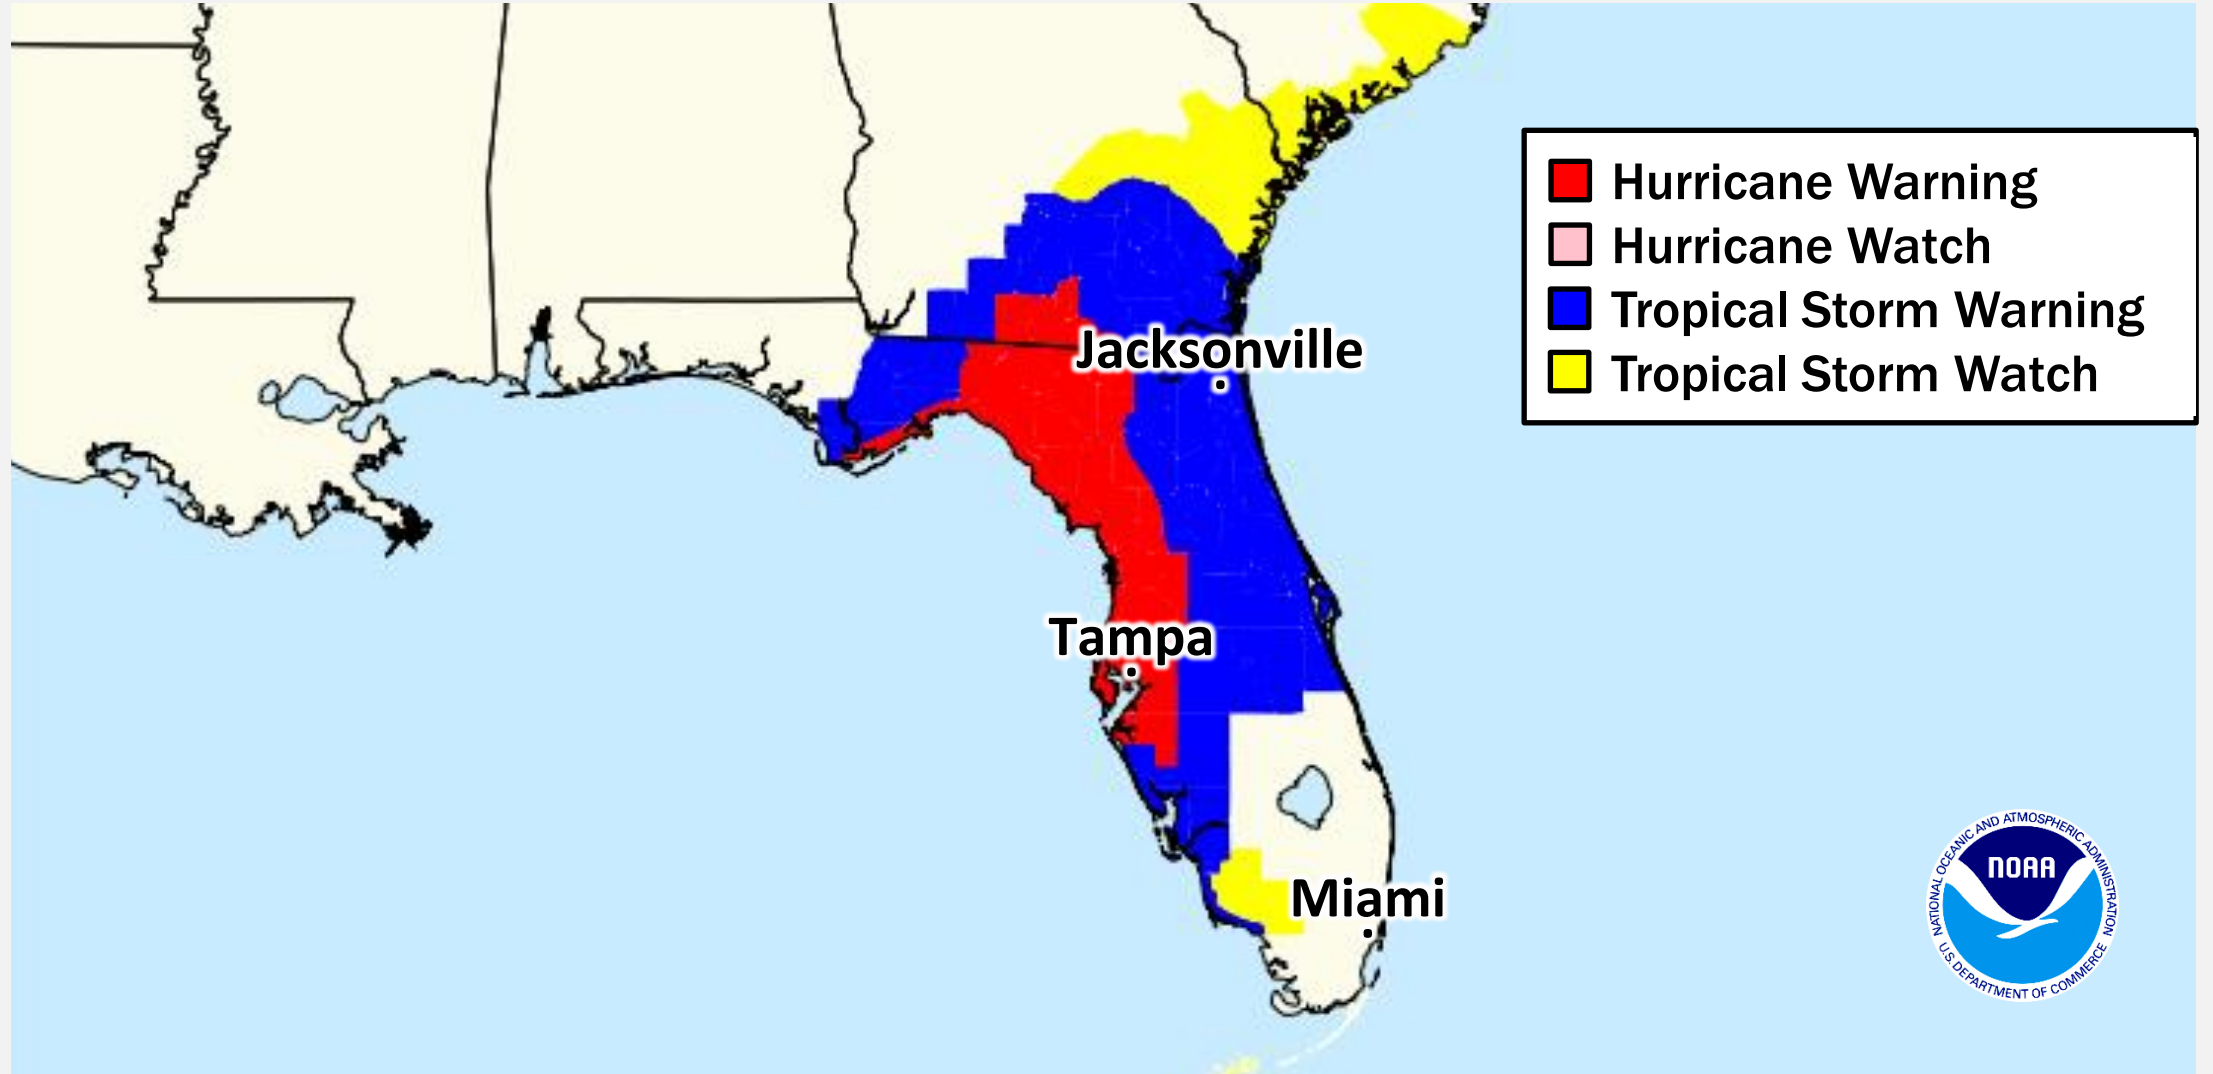 Hurricane Warning
Hurricane Watch
Tropical Storm Warning
Tropical Storm Watch
Jacksonville
Tampa
Miami
NATIONAL OCEANIC AND ATMOSPHERIC ADMINISTRATION
NOAA
U.S. DEPARTMENT OF COMMERCE